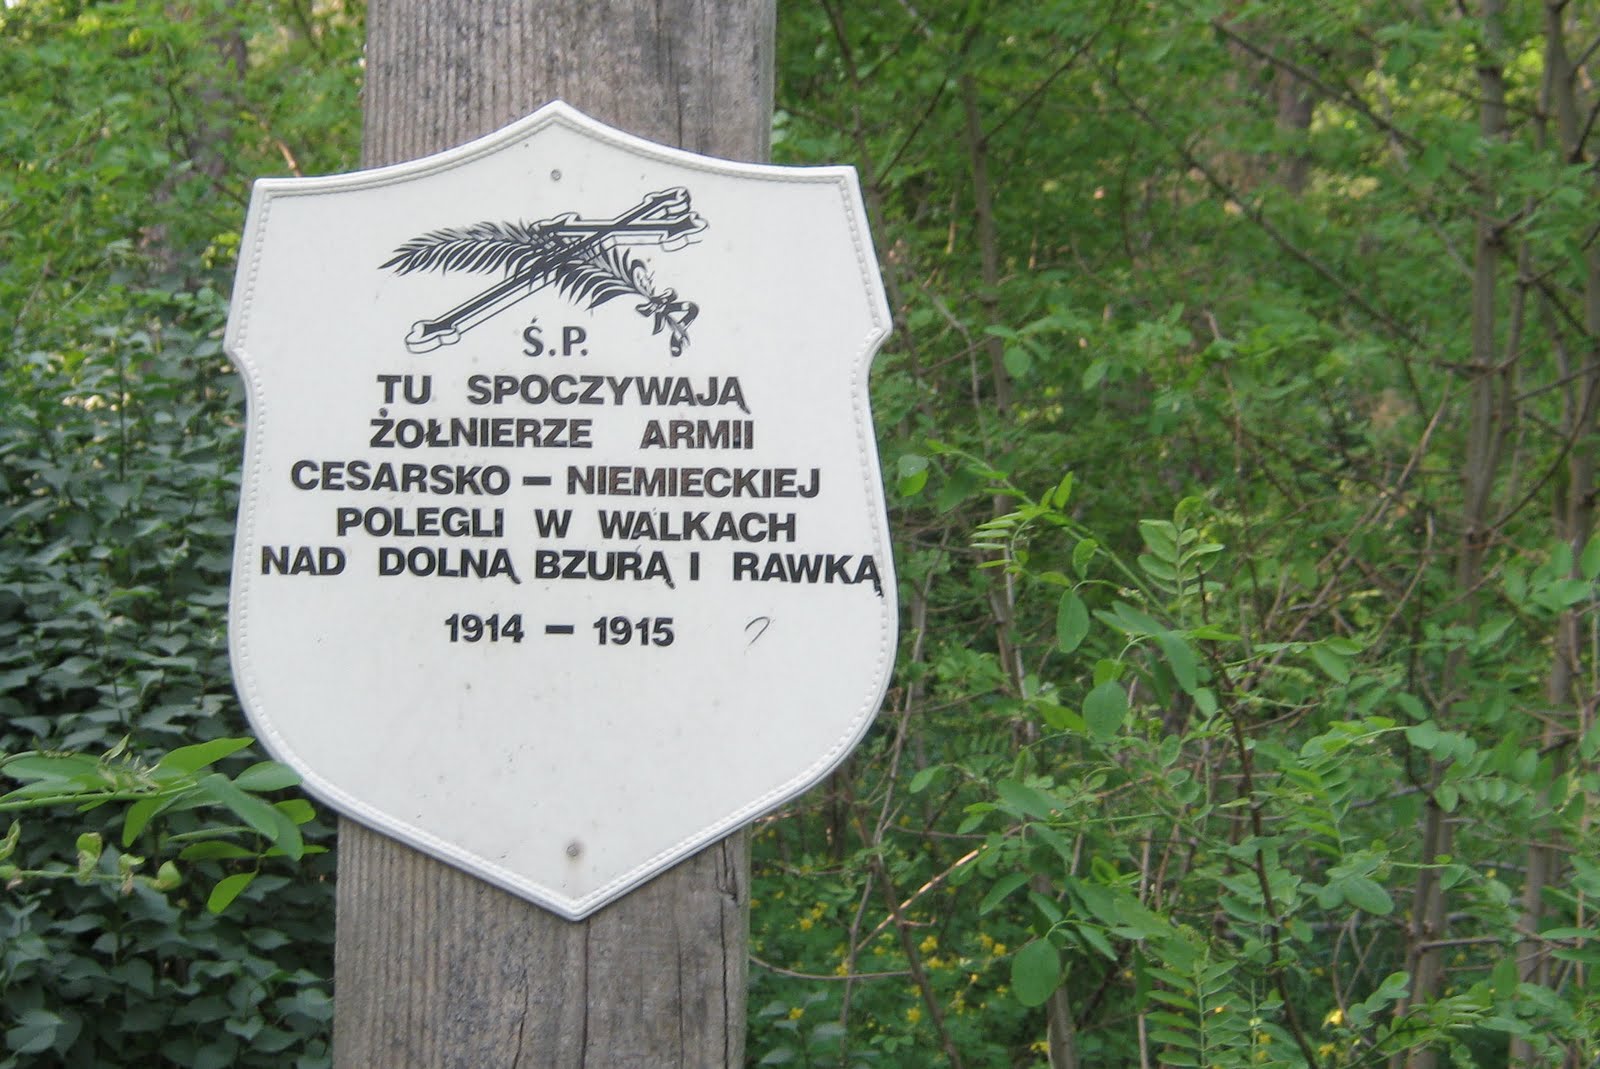 Ś.P.
TU SPOCZYWAJĄ
ŻOŁNIERZE ARMII
CESARSKO – NIEMIECKIEJ
POLEGLI W WALKACH
NAD DOLNĄ BZURĄ I RAWKĄ
1914 – 1915